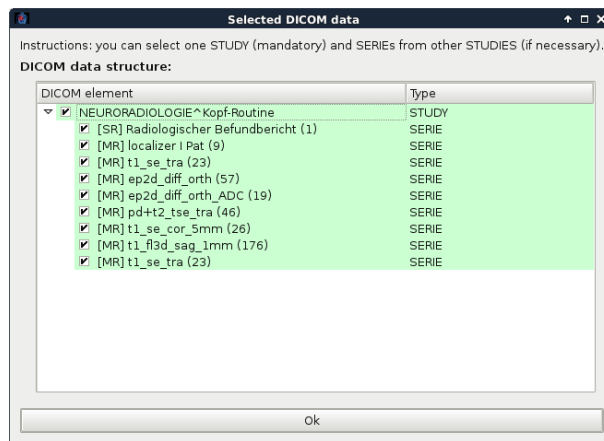 Selected DICOM data
Instructions: you can select one STUDY (mandatory) and SERIEs from other STUDIES (if necessary).
DICOM data structure:
DICOM element Type
NEURORADIOLOGIE^Kopf-Routine STUDY
[SR] Radiologischer Befundbericht (1) SERIE
[MR] localizer I Pat (9) SERIE
[MR] t1_se_tra (23) SERIE
[MR] ep2d_diff_orth (57) SERIE
[MR] ep2d_diff_orth_ADC (19) SERIE
[MR] pd+t2_tse_tra (46) SERIE
[MR] t1_se_cor_5mm (26) SERIE
[MR] t1_fl3d_sag_1mm (176) SERIE
[MR] t1_se_tra (23) SERIE
Ok